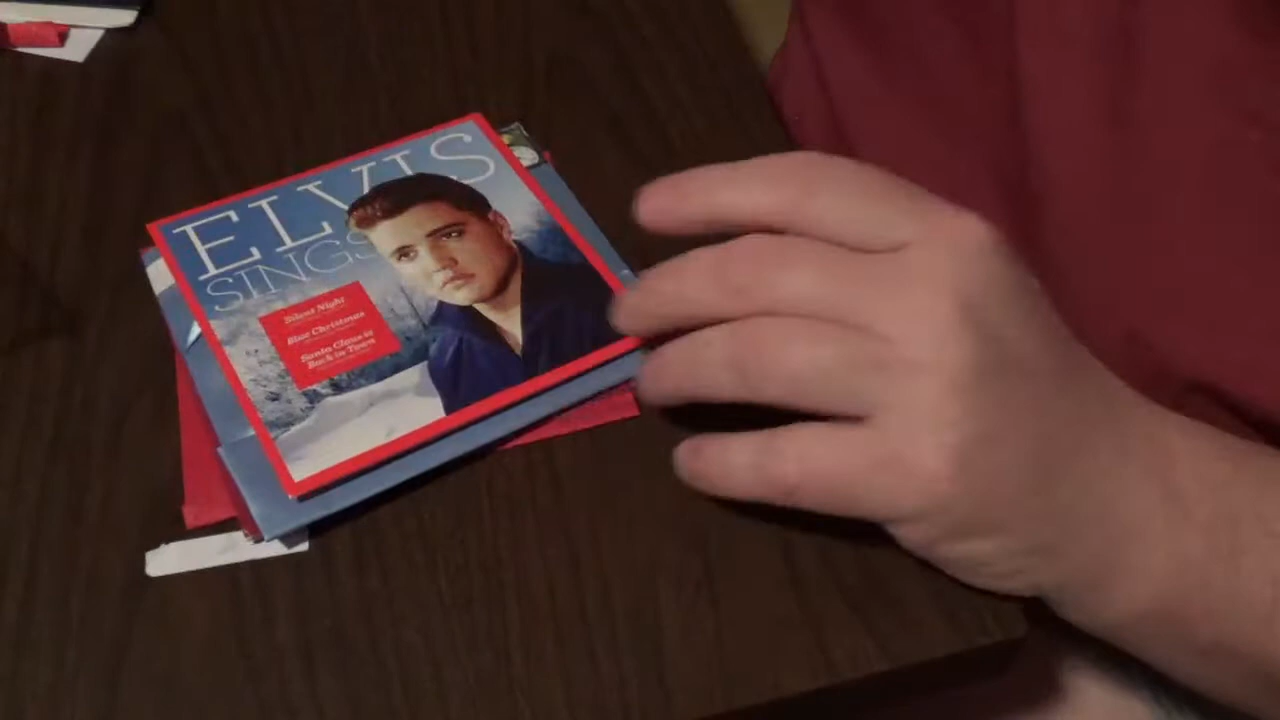 ELVIS
SINGS
Silent Night
Blue Christmas
Santa Claus is
Back in Town